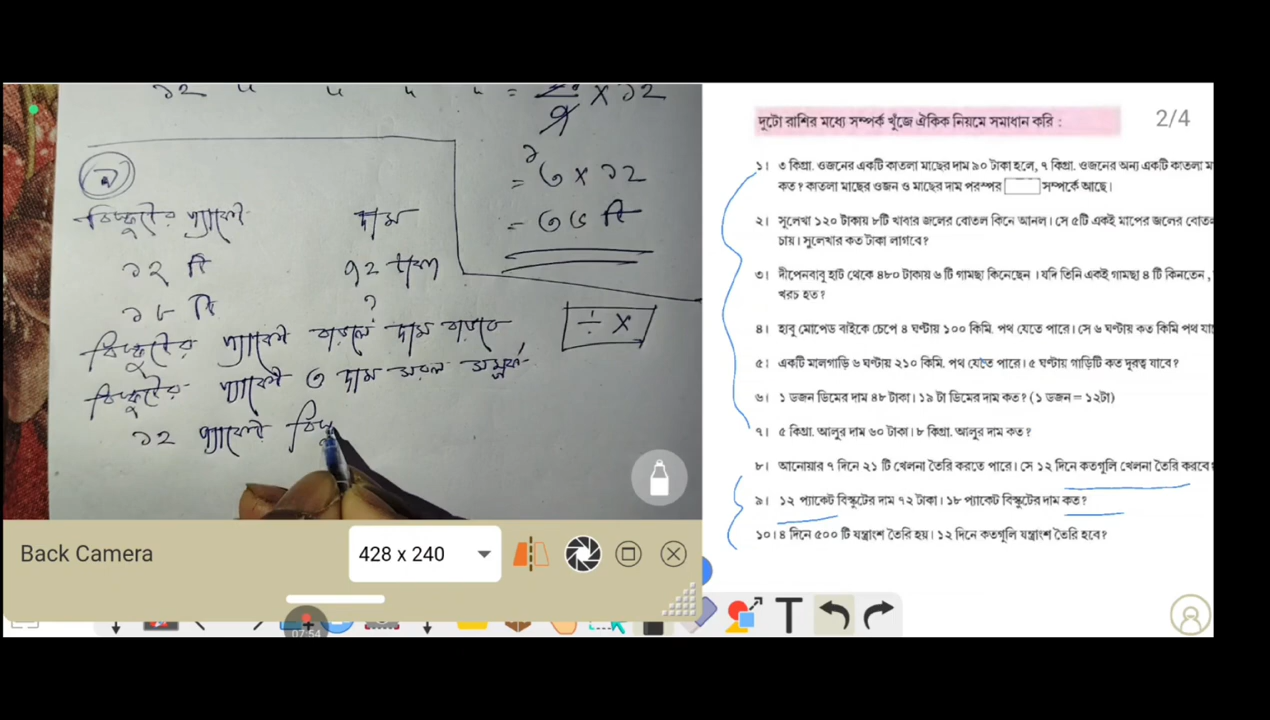 ১২ " " " " = × ১২
= ৩ × ১২
= ৩৬ টি
৯
বিস্কুটের প্যাকেট দাম
১২ টি ৭২ টাকা
১৮ টি ?
÷ ×
বিস্কুটের প্যাকেট বাড়লে দাম বাড়বে
বিস্কুটের প্যাকেট ও দাম সরল সম্পর্ক
১২ প্যাকেট বিস্কু
Back Camera
428 x 240
07:54
T
2/4
দুটো রাশির মধ্যে সম্পর্ক খুঁজে ঐকিক নিয়মে সমাধান করি :
১। ৩ কিগ্রা. ওজনের একটি কাতলা মাছের দাম ৯০ টাকা হলে, ৭ কিগ্রা. ওজনের অন্য একটি কাতলা ম
কত? কাতলা মাছের ওজন ও মাছের দাম পরস্পর সম্পর্কে আছে।
২। সুলেখা ১২০ টাকায় ৮টি খাবার জলের বোতল কিনে আনল। সে ৫টি একই মাপের জলের বোত
চায়। সুলেখার কত টাকা লাগবে?
৩। দীপেনবাবু হাট থেকে ৪৮০ টাকায় ৬ টি গামছা কিনেছেন । যদি তিনি একই গামছা ৪ টি কিনতেন ,
খরচ হত?
৪। হাবু মোপেড বাইকে চেপে ৪ ঘণ্টায় ১০০ কিমি. পথ যেতে পারে। সে ৬ ঘণ্টায় কত কিমি পথ যা
৫। একটি মালগাড়ি ৬ ঘণ্টায় ২১০ কিমি. পথ যেতে পারে। ৫ ঘণ্টায় গাড়িটি কত দূরত্ব যাবে?
৬। ১ ডজন ডিমের দাম ৪৮ টাকা। ১৯ টা ডিমের দাম কত? (১ ডজন = ১২টা)
৭। ৫ কিগ্রা. আলুর দাম ৬০ টাকা। ৮ কিগ্রা. আলুর দাম কত?
৮। আনোয়ার ৭ দিনে ২১ টি খেলনা তৈরি করতে পারে। সে ১২ দিনে কতগুলি খেলনা তৈরি করবে?
৯। ১২ প্যাকেট বিস্কুটের দাম ৭২ টাকা। ১৮ প্যাকেট বিস্কুটের দাম কত?
১০। ৪ দিনে ৫০০ টি যন্ত্রাংশ তৈরি হয়। ১২ দিনে কতগুলি যন্ত্রাংশ তৈরি হবে?